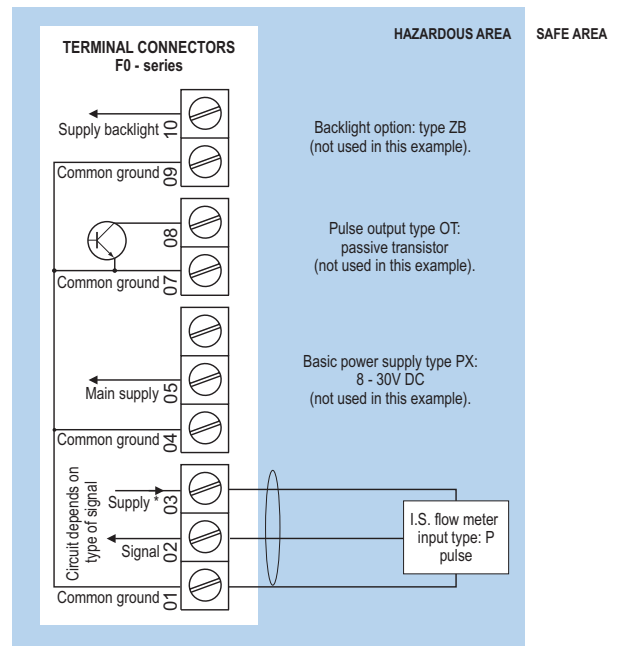 HAZARDOUS AREA
SAFE AREA
TERMINAL CONNECTORS
F0 - series
Supply backlight
10
Backlight option: type ZB
(not used in this example).
Common ground
09
08
Pulse output type OT:
passive transistor
(not used in this example).
Common ground
07
Basic power supply type PX:
8 - 30V DC
(not used in this example).
Main supply
05
Common ground
04
Circuit depends on
type of signal
Supply *
03
Signal
02
Common ground
01
I.S. flow meter
input type: P
pulse